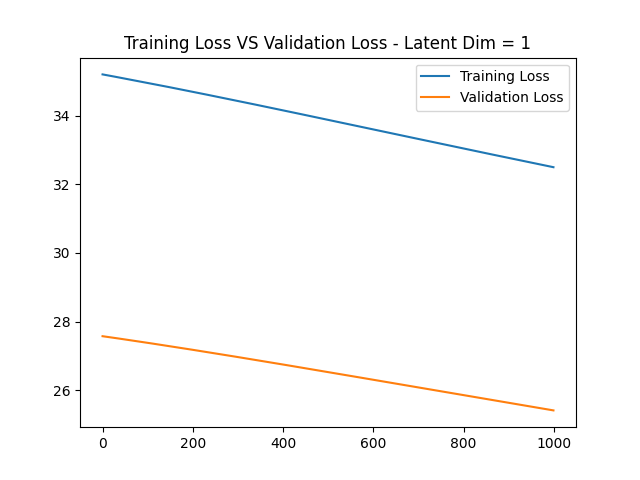 Training Loss VS Validation Loss - Latent Dim = 1
Training Loss
Validation Loss
34
32
30
28
26
0 200 400 600 800 1000